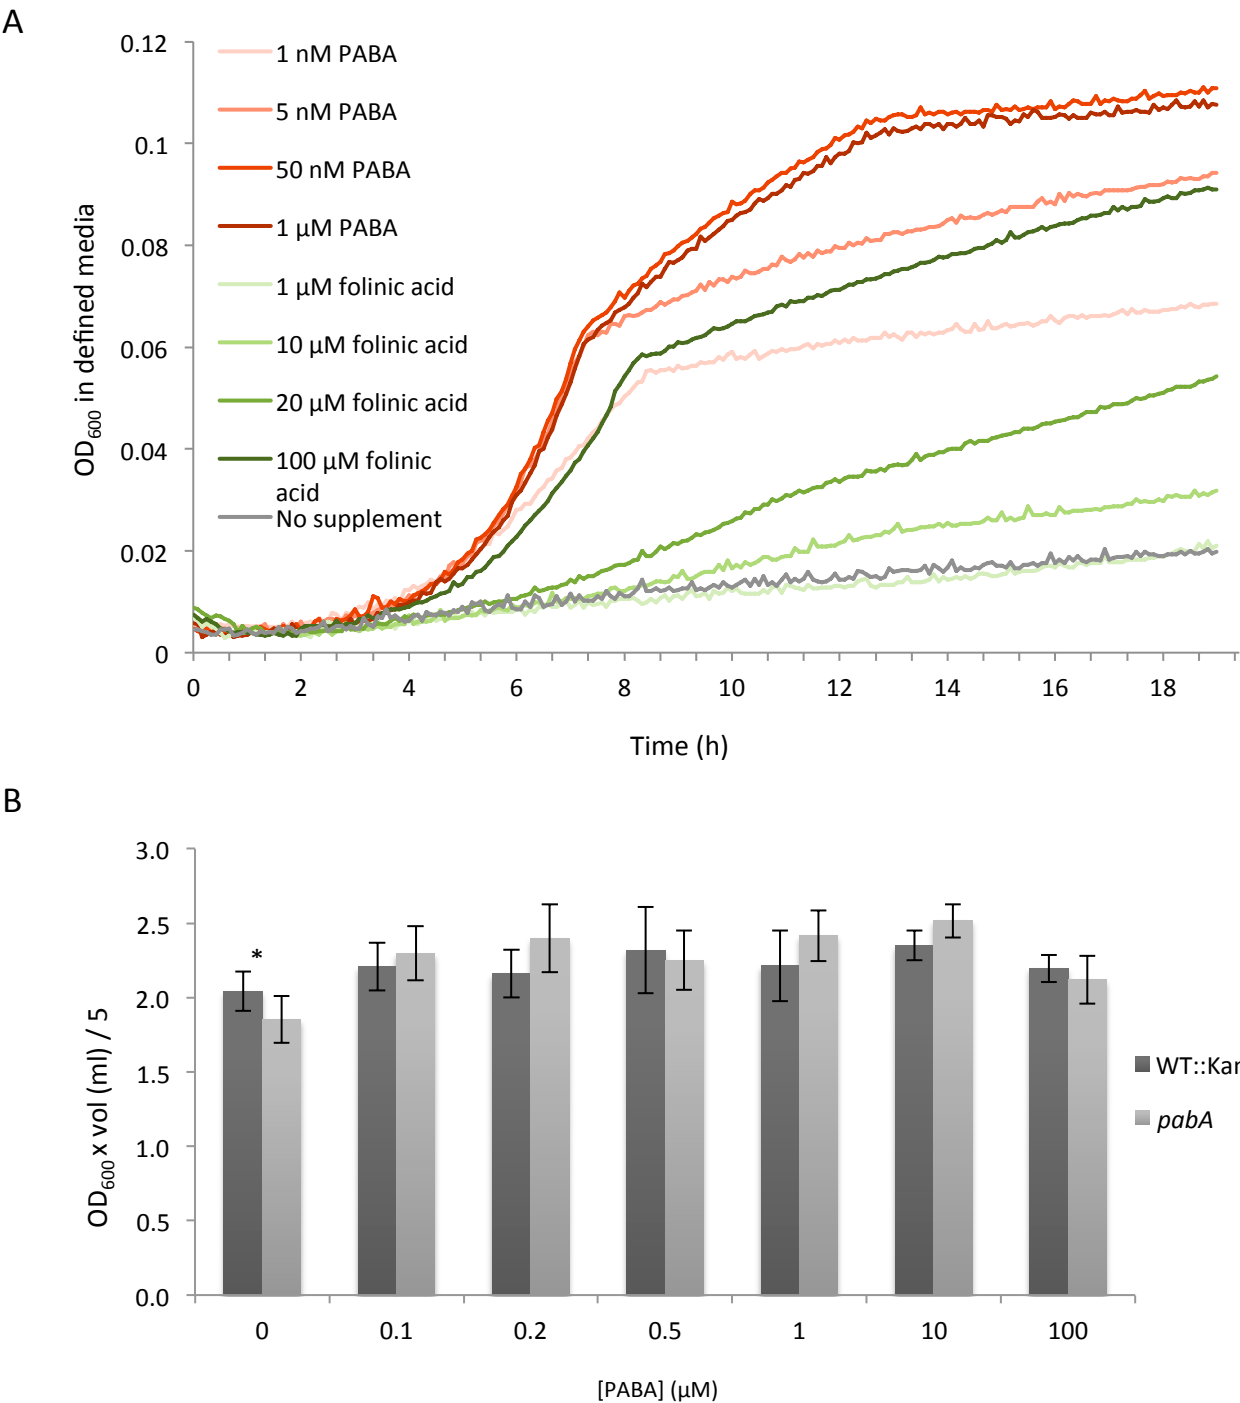 A
0.12
0.1
0.08
0.06
0.04
0.02
0
OD600 in defined media
1 nM PABA
5 nM PABA
50 nM PABA
1 µM PABA
1 µM folinic acid
10 µM folinic acid
20 µM folinic acid
100 µM folinic
acid
No supplement
0 2 4 6 8 10 12 14 16 18
Time (h)
B
3.0
2.5
2.0
1.5
1.0
0.5
0.0
OD600 x vol (ml) / 5
*
WT::Kan
pabA
0 0.1 0.2 0.5 1 10 100
[PABA] (µM)